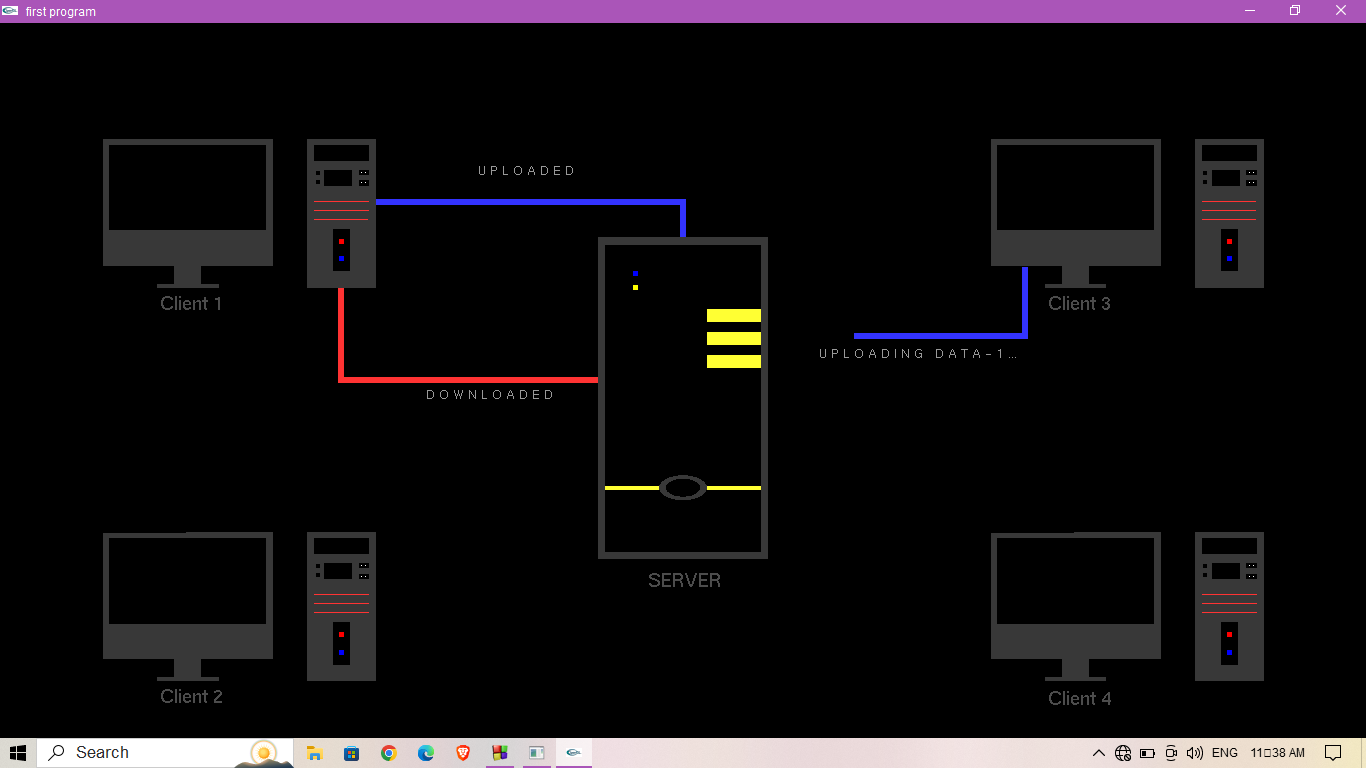 first program
UPLOADED
Client 1
Client 3
UPLOADING DATA-1...
DOWNLOADED
SERVER
Client 2
Client 4
Search
ENG
11□38 AM